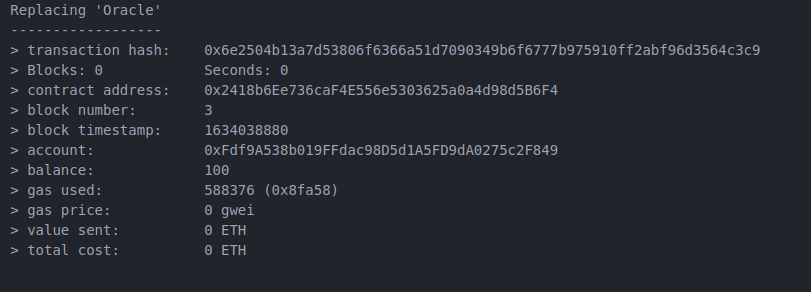 Replacing 'Oracle'
------------------
> transaction hash:    0x6e2504b13a7d53806f6366a51d7090349b6f6777b975910ff2abf96d3564c3c9
> Blocks: 0            Seconds: 0
> contract address:    0x2418b6Ee736caF4E556e5303625a0a4d98d5B6F4
> block number:        3
> block timestamp:     1634038880
> account:             0xFdf9A538b019FFdac98D5d1A5FD9dA0275c2F849
> balance:             100
> gas used:            588376 (0x8fa58)
> gas price:           0 gwei
> value sent:          0 ETH
> total cost:          0 ETH